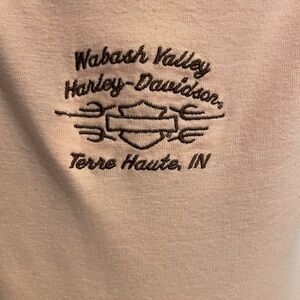 Wabash Valley
Harley-Davidson
Terre Haute, IN